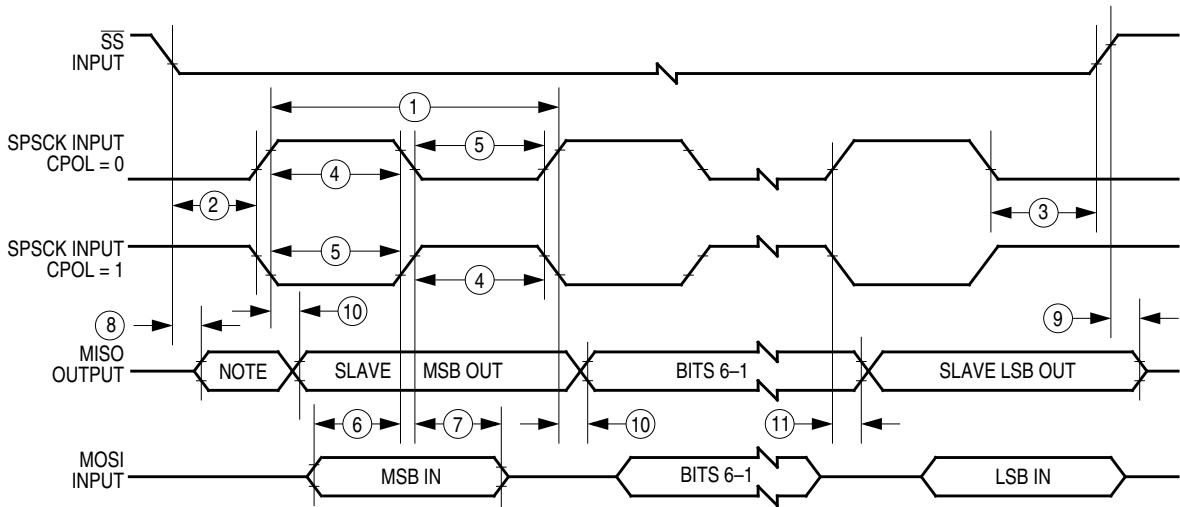 SS
INPUT
1
SPSCK INPUT
CPOL = 0
5
4
2
3
SPSCK INPUT
CPOL = 1
5
4
8
10
9
MISO
OUTPUT
NOTE
SLAVE MSB OUT
BITS 6–1
SLAVE LSB OUT
6
7
10
11
MOSI
INPUT
MSB IN
BITS 6–1
LSB IN